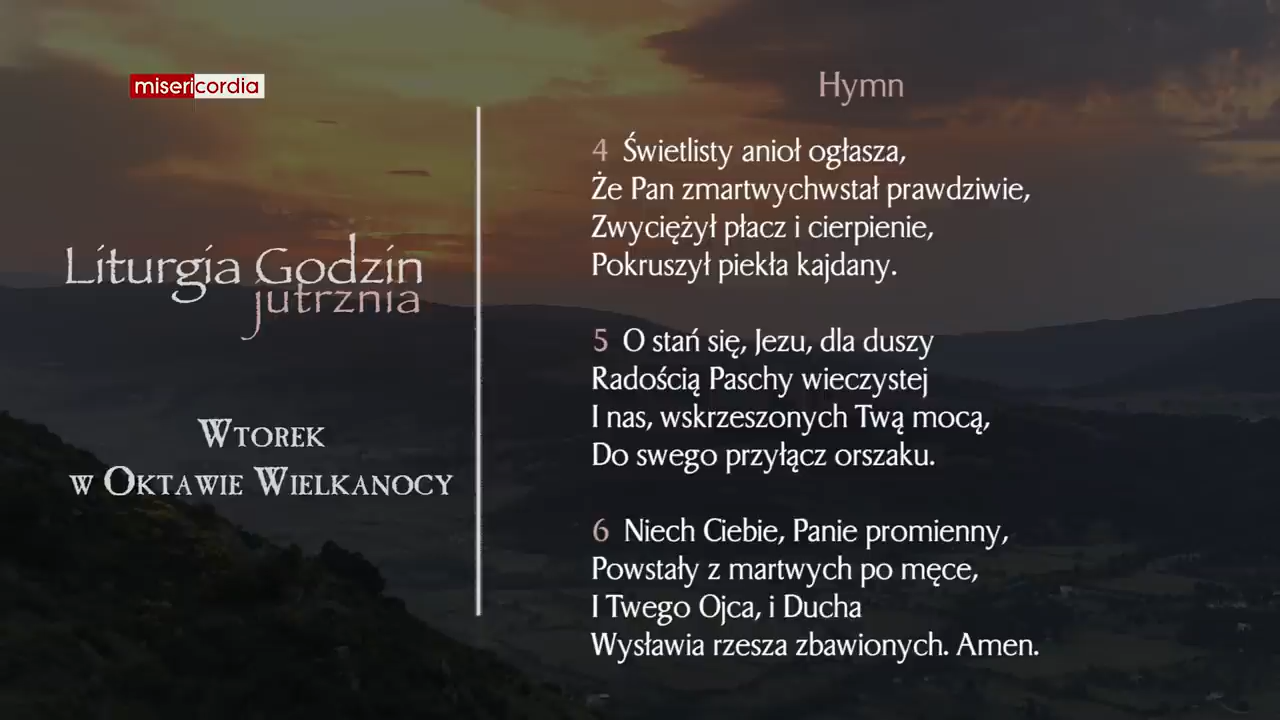 misericordia
Liturgia Godzin
jutrznia
Wtorek
w Oktawie Wielkanocy
Hymn
4 Świetlisty anioł ogłasza,
Że Pan zmartwychwstał prawdziwie,
Zwyciężył płacz i cierpienie,
Pokruszył piekła kajdany.
5 O stań się, Jezu, dla duszy
Radością Paschy wieczystej
I nas, wskrzeszonych Twą mocą,
Do swego przyłącz orszaku.
6 Niech Ciebie, Panie promienny,
Powstały z martwych po męce,
I Twego Ojca, i Ducha
Wysławia rzesza zbawionych. Amen.